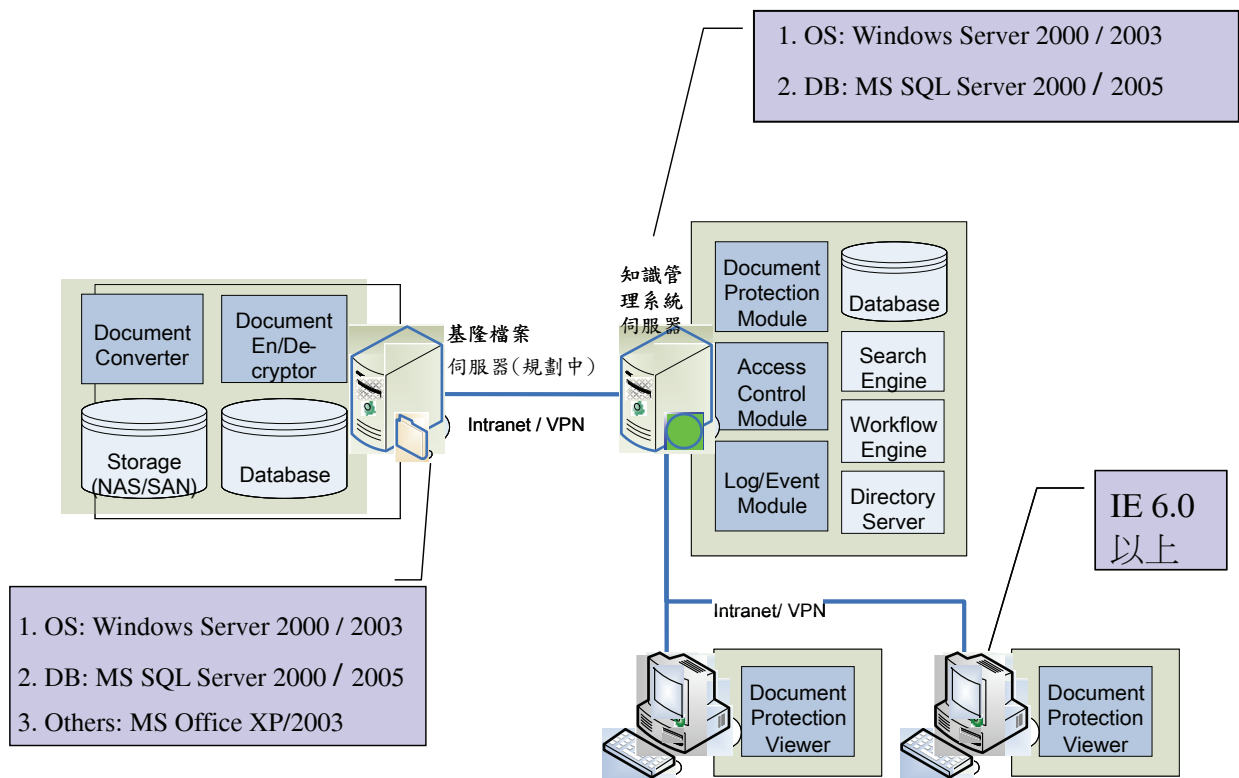 1. OS: Windows Server 2000 / 2003
2. DB: MS SQL Server 2000 / 2005
知識管
理系統
伺服器
Document
Protection
Module
Database
Access
Control
Module
Search
Engine
Workflow
Engine
Log/Event
Module
Directory
Server
Document
Converter
Document
En/De-
cryptor
Storage
(NAS/SAN)
Database
基隆檔案
伺服器(規劃中)
Intranet / VPN
IE 6.0
以上
1. OS: Windows Server 2000 / 2003
2. DB: MS SQL Server 2000 / 2005
3. Others: MS Office XP/2003
Intranet/ VPN
Document
Protection
Viewer
Document
Protection
Viewer